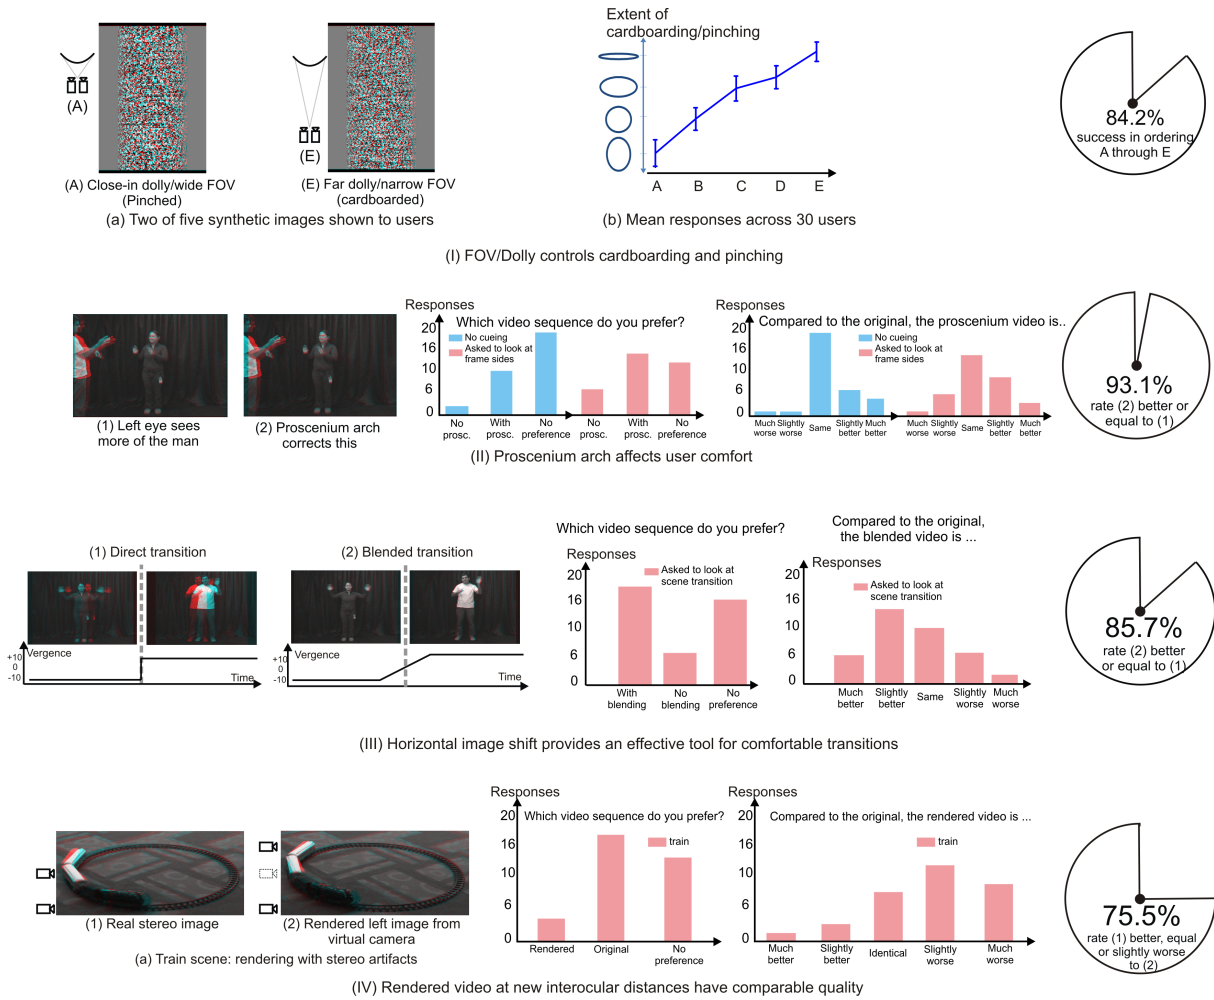 Extent of
cardboarding/pinching
(A)
(E)
A B C D E
84.2%
success in ordering
A through E
(A) Close-in dolly/wide FOV
(Pinched)
(E) Far dolly/narrow FOV
(cardboarded)
(a) Two of five synthetic images shown to users
(b) Mean responses across 30 users
(I) FOV/Dolly controls cardboarding and pinching
(1) Left eye sees
more of the man
(2) Proscenium arch
corrects this
Responses
Which video sequence do you prefer?
No cueing
Asked to look at
frame sides
20
16
10
6
0
No
prosc.
With
prosc.
No
preference
No
prosc.
With
prosc.
No
preference
Responses
Compared to the original, the proscenium video is..
No cueing
Asked to look at
frame sides
20
16
10
6
0
Much
worse
Slightly
worse
Same
Slightly
better
Much
better
Much
worse
Slightly
worse
Same
Slightly
better
Much
better
93.1%
rate (2) better or
equal to (1)
(II) Proscenium arch affects user comfort
(1) Direct transition
Vergence
+10
0
-10
Time
(2) Blended transition
Vergence
+10
0
-10
Time
Which video sequence do you prefer?
Responses
Asked to look at
scene transition
20
16
10
6
0
With
blending
No
blending
No
preference
Compared to the original,
the blended video is ...
Responses
Asked to look at
scene transition
20
16
10
6
0
Much
better
Slightly
better
Same
Slightly
worse
Much
worse
85.7%
rate (2) better
or equal to (1)
(III) Horizontal image shift provides an effective tool for comfortable transitions
(1) Real stereo image
(2) Rendered left image from
virtual camera
(a) Train scene: rendering with stereo artifacts
Responses
Which video sequence do you prefer?
train
20
16
10
6
0
Rendered
Original
No
preference
Responses
Compared to the original, the rendered video is ...
train
20
16
10
6
0
Much
better
Slightly
better
Identical
Slightly
worse
Much
worse
75.5%
rate (1) better, equal
or slightly worse
to (2)
(IV) Rendered video at new interocular distances have comparable quality